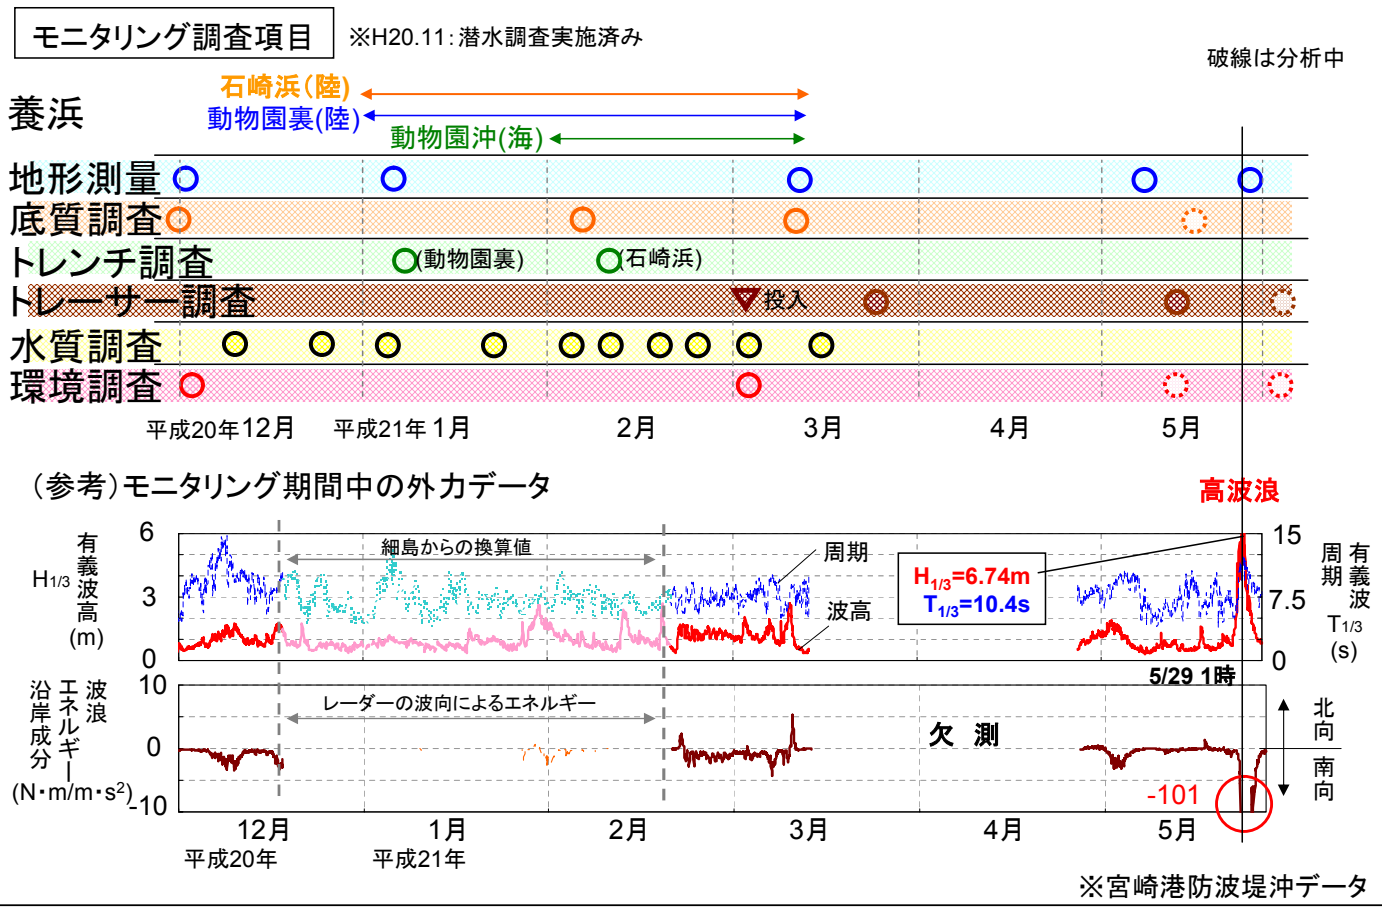 モニタリング調査項目
※H20.11:潜水調査実施済み
破線は分析中
養浜
石崎浜(陸)
動物園裏(陸)
動物園沖(海)
地形測量
底質調査
トレンチ調査
(動物園裏)
(石崎浜)
トレーサー調査
投入
水質調査
環境調査
平成20年12月
平成21年1月
2月
3月
4月
5月
(参考)モニタリング期間中の外力データ
高波浪
有義波高
H1/3
(m)
6
3
0
細島からの換算値
周期
波高
H1/3=6.74m
T1/3=10.4s
15
7.5
0
有義波
周期
T1/3
(s)
5/29 1時
波浪
エネルギー
沿岸成分
(N・m/m・s2)
10
0
-10
レーダーの波向によるエネルギー
欠測
-101
北向
南向
12月
1月
2月
3月
4月
5月
平成20年
平成21年
※宮崎港防波堤沖データ